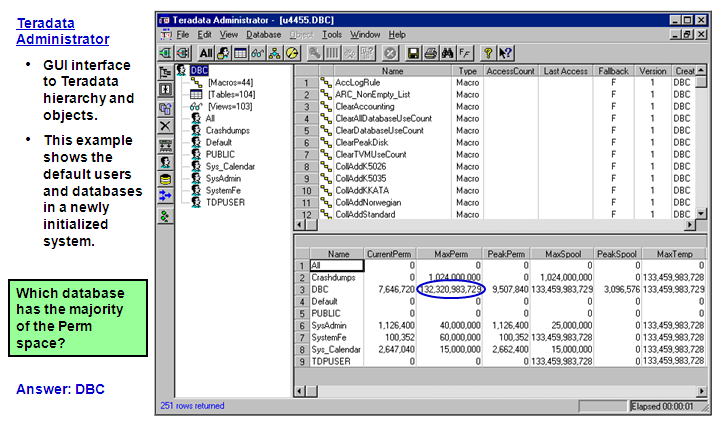 Teradata
Administrator
• GUI interface
to Teradata
hierarchy and
objects.
• This example
shows the
default users
and databases
in a newly
initialized
system.
Which database
has the majority
of the Perm
space?
Answer: DBC
Teradata Administrator - [u4455.DBC]
File Edit View Database Object Tools Window Help
All
DBC
[Macros=44]
[Tables=104]
[Views=103]
All
Crashdumps
Default
PUBLIC
Sys_Calendar
SysAdmin
SystemFe
TDPUSER
Name Type AccessCount Last Access Fallback Version Creat
1 AccLogRule Macro F 1 DBC
2 ARC_NonEmpty_List Macro F 1 DBC
3 ClearAccounting Macro F 1 DBC
4 ClearAllDatabaseUseCount Macro F 1 DBC
5 ClearDatabaseUseCount Macro F 1 DBC
6 ClearPeakDisk Macro F 1 DBC
7 ClearTVMUseCount Macro F 1 DBC
8 CollAddK5026 Macro F 1 DBC
9 CollAddK5035 Macro F 1 DBC
10 CollAddKKATA Macro F 1 DBC
11 CollAddNorwegian Macro F 1 DBC
12 CollAddStandard Macro F 1 DBC
Name CurrentPerm MaxPerm PeakPerm MaxSpool PeakSpool MaxTemp
1 All 0 0 0 0 0 0
2 Crashdumps 0 1,024,000,000 0 1,024,000,000 0 133,459,983,728
3 DBC 7,646,720 132,320,983,729 9,507,840 133,459,983,729 3,096,576 133,459,983,729
4 Default 0 0 0 0 0 0
5 PUBLIC 0 0 0 0 0 0
6 SysAdmin 1,126,400 40,000,000 1,126,400 25,000,000 0 133,459,983,728
7 SystemFe 100,352 60,000,000 100,352 133,459,983,728 0 133,459,983,728
8 Sys_Calendar 2,647,040 15,000,000 2,662,400 15,000,000 0 133,459,983,728
9 TDPUSER 0 0 0 133,459,983,728 0 133,459,983,728
251 rows returned
Elapsed 00:00:01